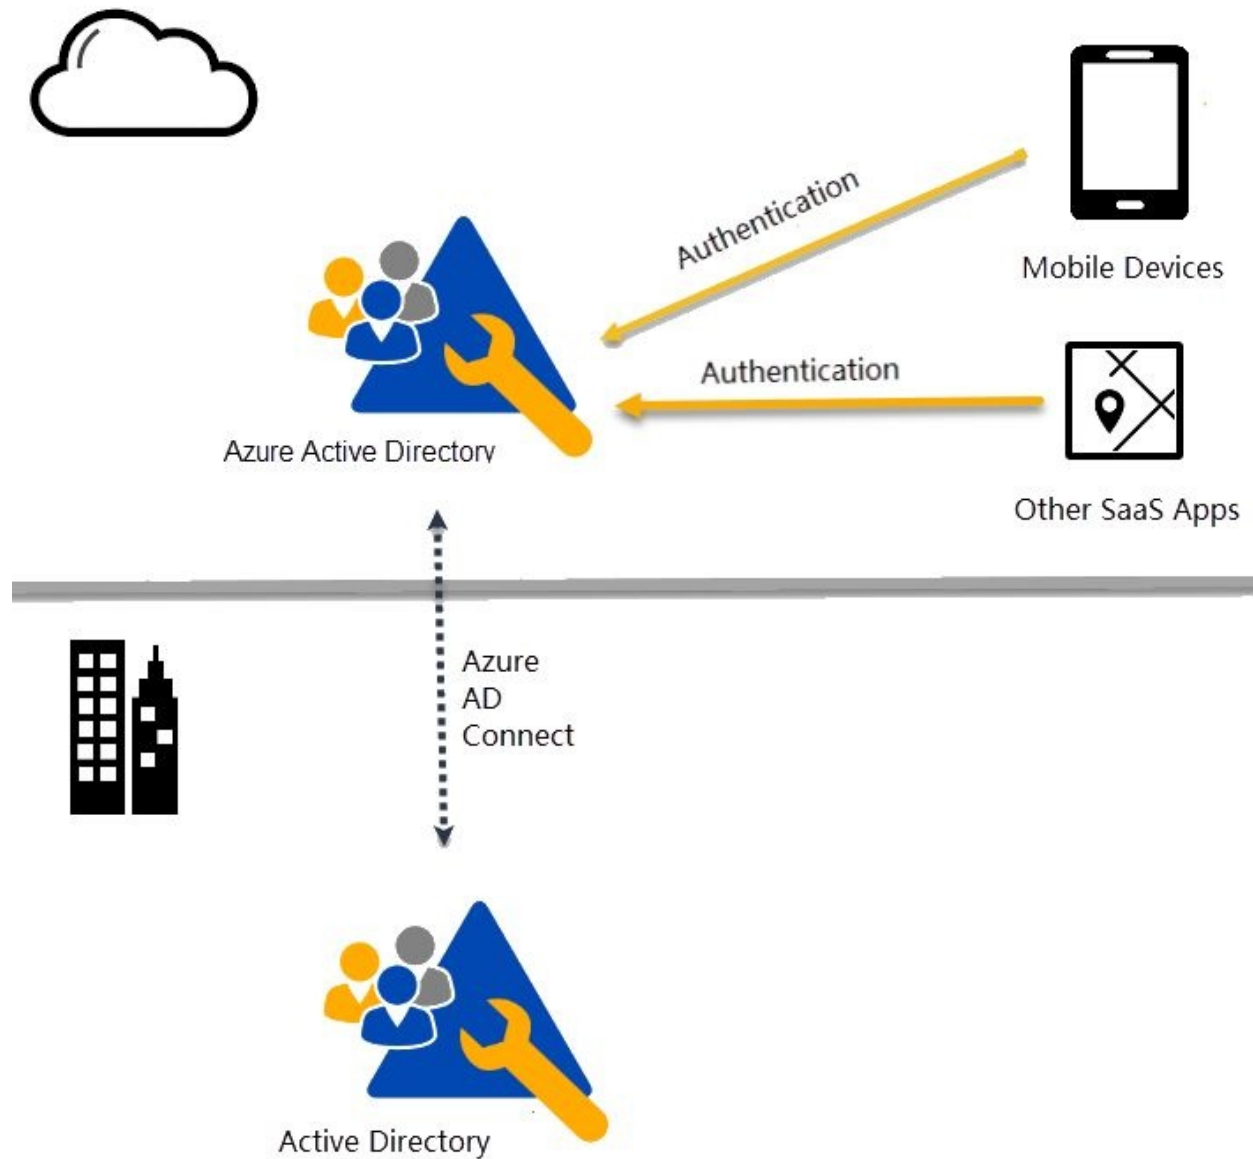 Authentication
Mobile Devices
Authentication
Azure Active Directory
Other SaaS Apps
Azure
AD
Connect
Active Directory